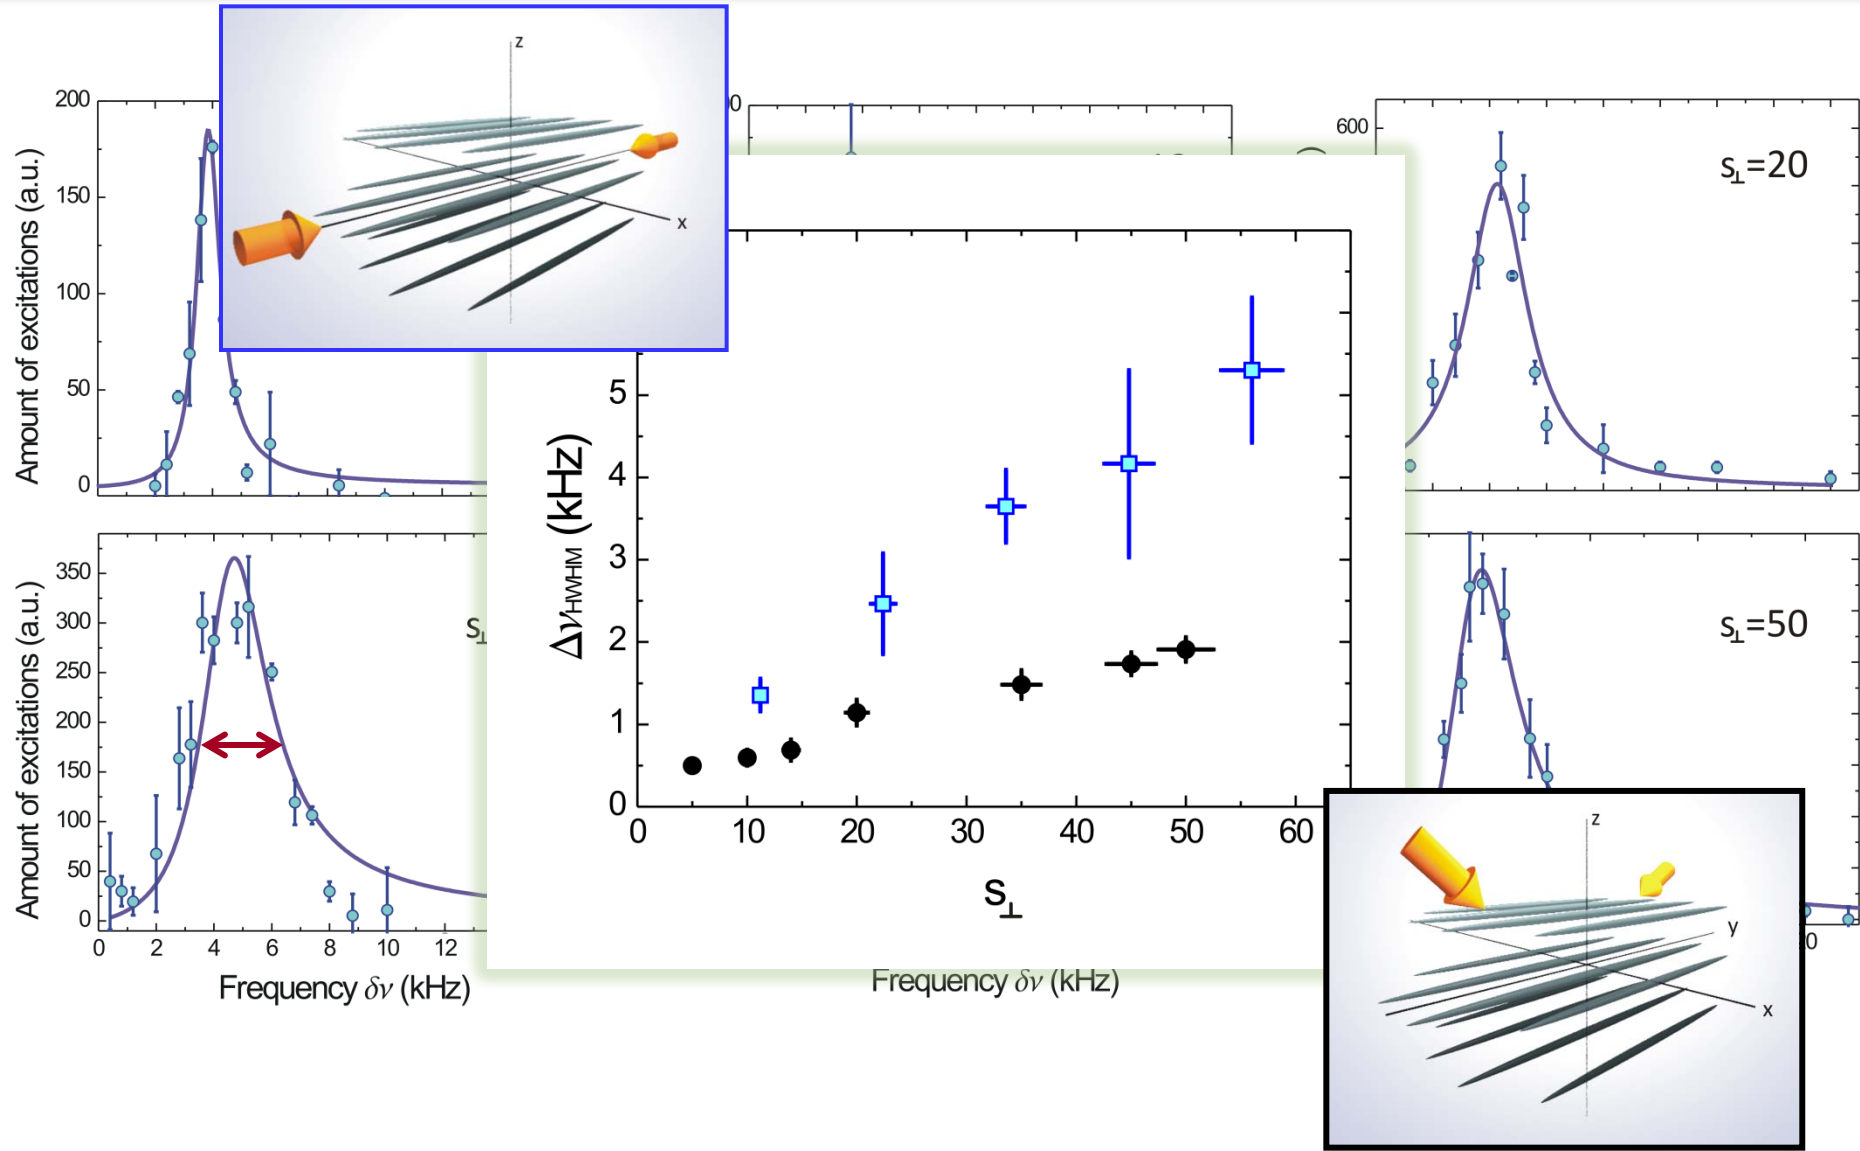 z
x
200
150
100
50
0
Amount of excitations (a.u.)
600
s⊥=20
350
300
250
200
150
100
50
0
Amount of excitations (a.u.)
0 2 4 6 8 10 12
Frequency δν (kHz)
s⊥
5
4
3
2
1
0
ΔνHWHM (kHz)
0 10 20 30 40 50 60
s⊥
Frequency δν (kHz)
s⊥=50
z
y
x